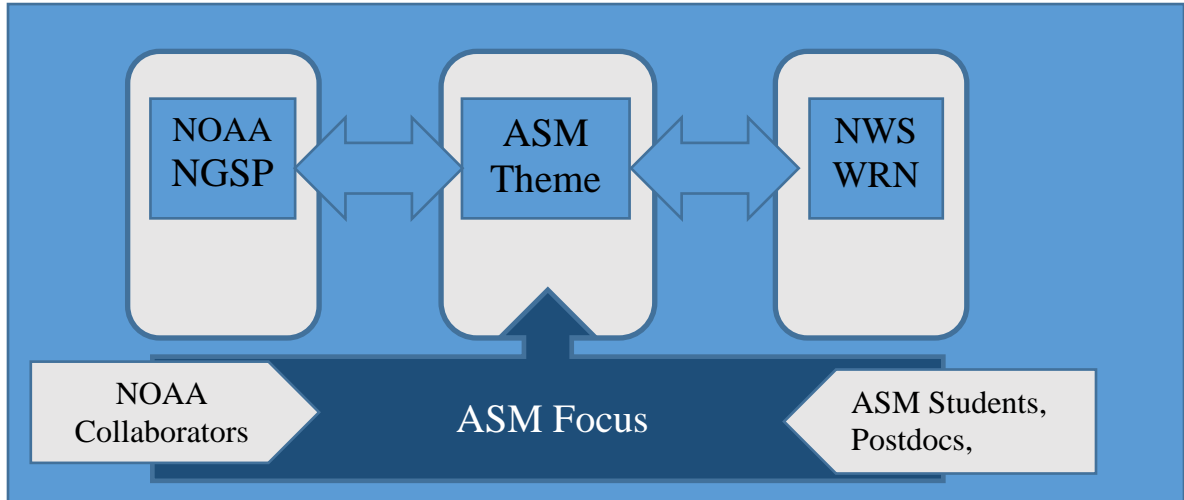 NOAA
NGSP
ASM
Theme
NWS
WRN
NOAA
Collaborators
ASM Focus
ASM Students,
Postdocs,